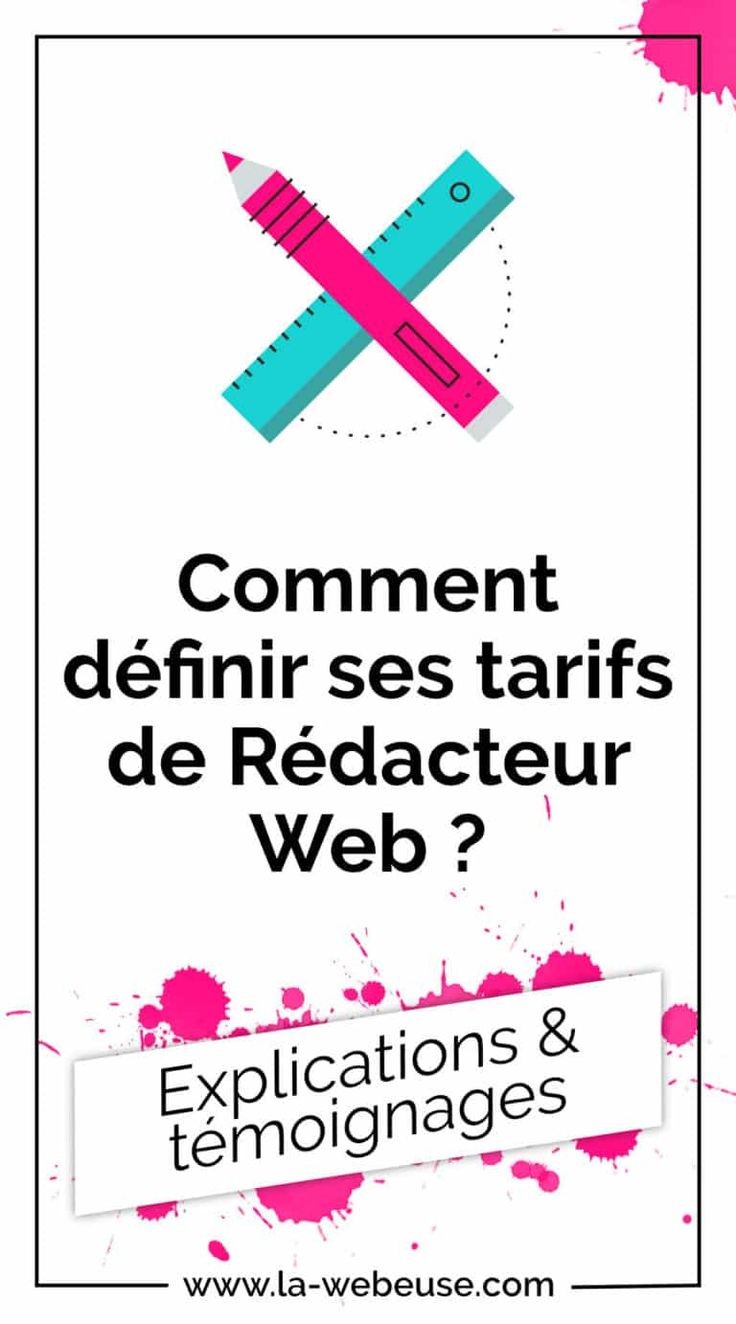 Comment
définir ses tarifs
de Rédacteur
Web ?
Explications &
témoignages
www.la-webeuse.com